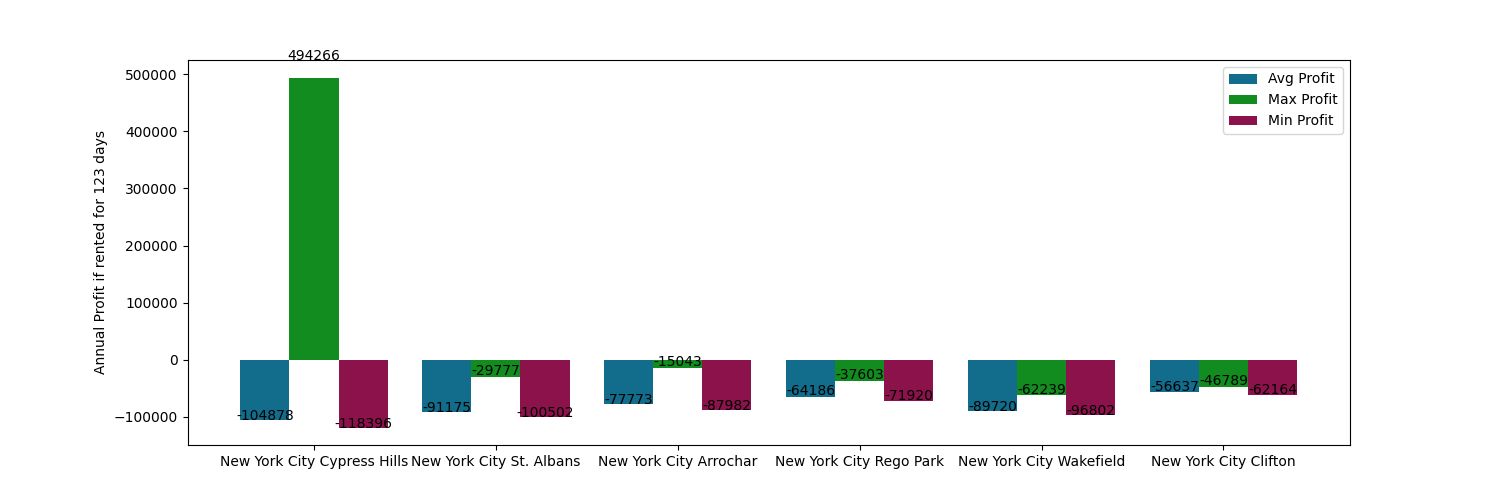 494266
500000
400000
300000
200000
100000
0
−100000
Annual Profit if rented for 123 days
Avg Profit
Max Profit
Min Profit
-104878
-118396
-91175
-29777
-100502
-77773
-15043
-87982
-64186
-37603
-71920
-89720
-62239
-96802
-56637
-46789
-62164
New York City Cypress Hills
New York City St. Albans
New York City Arrochar
New York City Rego Park
New York City Wakefield
New York City Clifton